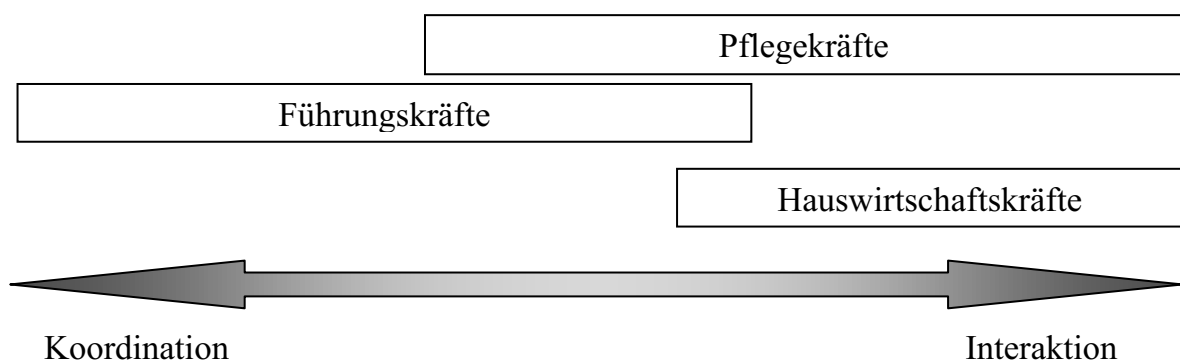 Pflegekräfte
Führungskräfte
Hauswirtschaftskräfte
Koordination
Interaktion